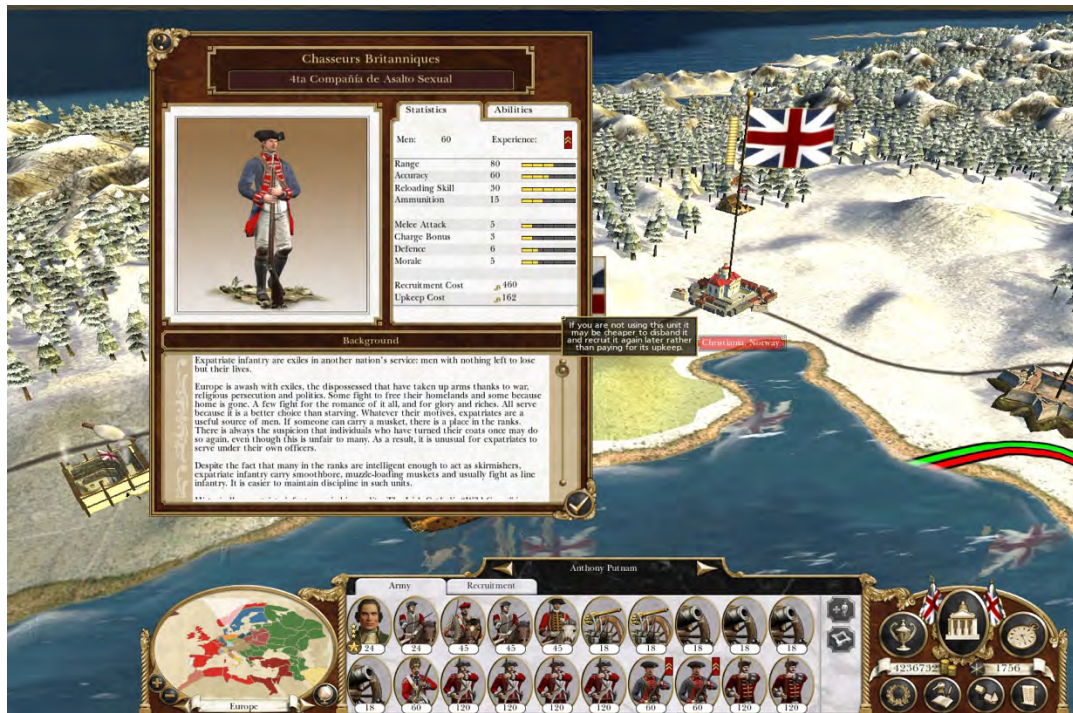 Chasseurs Britanniques
4ta Compañía de Asalto Sexual
Statistics
Abilities
Men: 60 Experience:
Range 80
Accuracy 60
Reloading Skill 30
Ammunition 15
Melee Attack 5
Charge Bonus 3
Defence 6
Morale 5
Recruitment Cost 460
Upkeep Cost 162
If you are not using this unit it
may be cheaper to disband it
and recruit it again later rather
than paying for its upkeep.
Christiania, Norway
Background
Expatriate infantry are exiles in another nation's service: men with nothing left to lose
but their lives.
Europe is awash with exiles, the dispossessed that have taken up arms thanks to war,
religious persecution and politics. Some fight to free their homelands and some because
home is gone. A few fight for the romance of it all, and for glory and riches. All serve
because it is a better choice than starving. Whatever their motives, expatriates are a
useful source of men. If someone can carry a musket, there is a place in the ranks.
There is always the suspicion that individuals who have turned their coats once may do
so again, even though this is unfair to many. As a result, it is unusual for expatriates to
serve under their own officers.
Despite the fact that many in the ranks are intelligent enough to act as skirmishers,
expatriate infantry carry smoothbore, muzzle-loading muskets and usually fight as line
infantry. It is easier to maintain discipline in such units.
Anthony Putnam
Army
Recruitment
24 24 45 45 45 18 18 18 18 18
18 60 120 120 120 120 60 60 120 120
4236732 1756
Europe